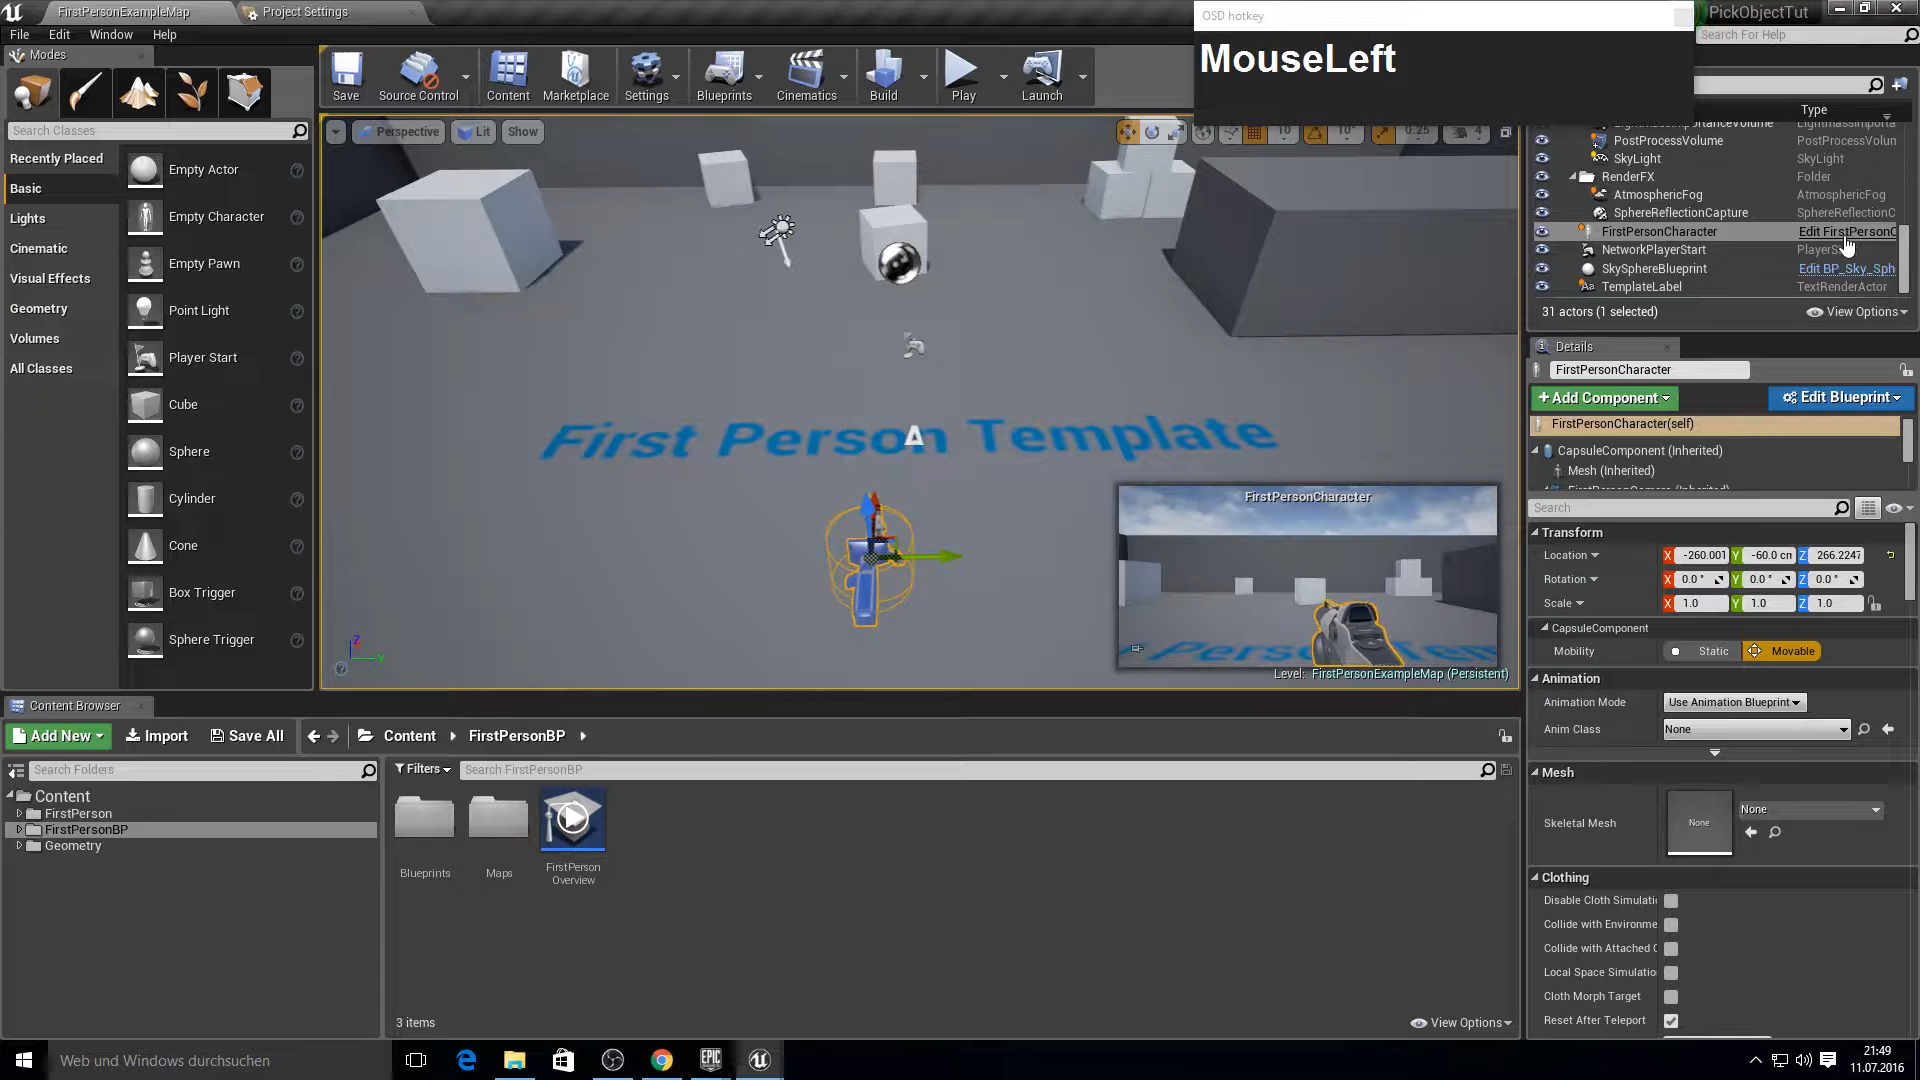 FirstPersonExampleMap
Project Settings
OSD hotkey
MouseLeft
PickObjectTut
File Edit Window Help
Search For Help
Modes
Save
Source Control
Content
Marketplace
Settings
Blueprints
Cinematics
Build
Play
Launch
Search Classes
Recently Placed
Basic
Lights
Cinematic
Visual Effects
Geometry
Volumes
All Classes
Empty Actor
Empty Character
Empty Pawn
Point Light
Player Start
Cube
Sphere
Cylinder
Cone
Box Trigger
Sphere Trigger
Perspective
Lit
Show
10
10°
0.25
4
First Person Template
FirstPersonCharacter
Level: FirstPersonExampleMap (Persistent)
Type
LightmassImportanceVolume LightmassImporta
PostProcessVolume PostProcessVolun
SkyLight SkyLight
RenderFX Folder
AtmosphericFog AtmosphericFog
SphereReflectionCapture SphereReflectionC
FirstPersonCharacter Edit FirstPersonC
NetworkPlayerStart PlayerS
SkySphereBlueprint Edit BP_Sky_Sph
TemplateLabel TextRenderActor
31 actors (1 selected)
View Options
Details
FirstPersonCharacter
+Add Component
Edit Blueprint
FirstPersonCharacter(self)
CapsuleComponent (Inherited)
Mesh (Inherited)
FirstPersonCamera (Inherited)
Search
Transform
Location X -260.001 Y -60.0 cm Z 266.2247
Rotation X 0.0 ° Y 0.0 ° Z 0.0 °
Scale X 1.0 Y 1.0 Z 1.0
CapsuleComponent
Mobility Static Movable
Animation
Animation Mode Use Animation Blueprint
Anim Class None
Mesh
Skeletal Mesh None None
Clothing
Disable Cloth Simulati
Collide with Environme
Collide with Attached C
Local Space Simulatio
Cloth Morph Target
Reset After Teleport
Content Browser
Add New
Import
Save All
Content
FirstPersonBP
Search Folders
Filters
Search FirstPersonBP
Content
FirstPerson
FirstPersonBP
Geometry
Blueprints
Maps
FirstPerson
Overview
3 items
View Options
Web und Windows durchsuchen
EPIC
21:49
11.07.2016